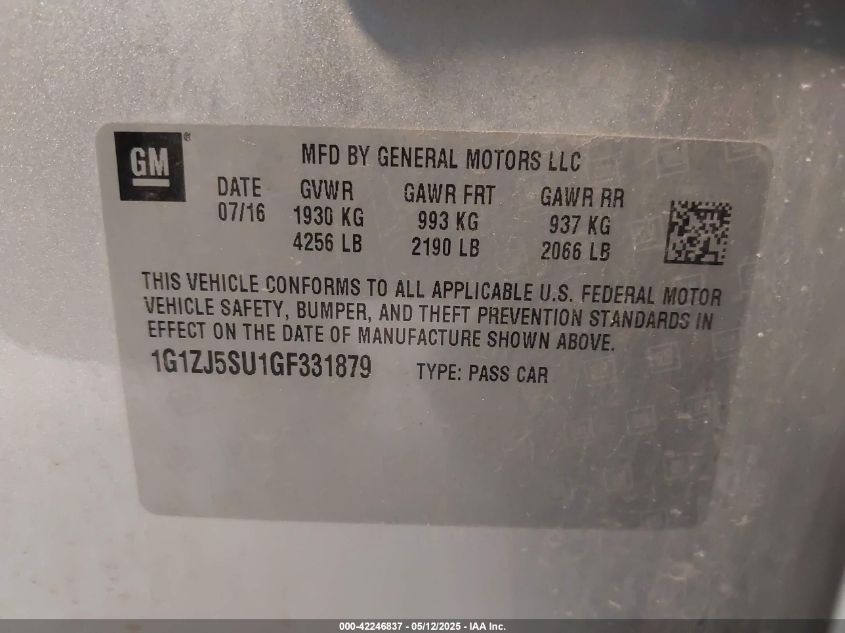 GM®
MFD BY GENERAL MOTORS LLC
DATE GVWR GAWR FRT GAWR RR
07/16 1930 KG 993 KG 937 KG
4256 LB 2190 LB 2066 LB
THIS VEHICLE CONFORMS TO ALL APPLICABLE U.S. FEDERAL MOTOR
VEHICLE SAFETY, BUMPER, AND THEFT PREVENTION STANDARDS IN
EFFECT ON THE DATE OF MANUFACTURE SHOWN ABOVE.
1G1ZJ5SU1GF331879 TYPE: PASS CAR
000-42246837 - 05/12/2025 - IAA Inc.